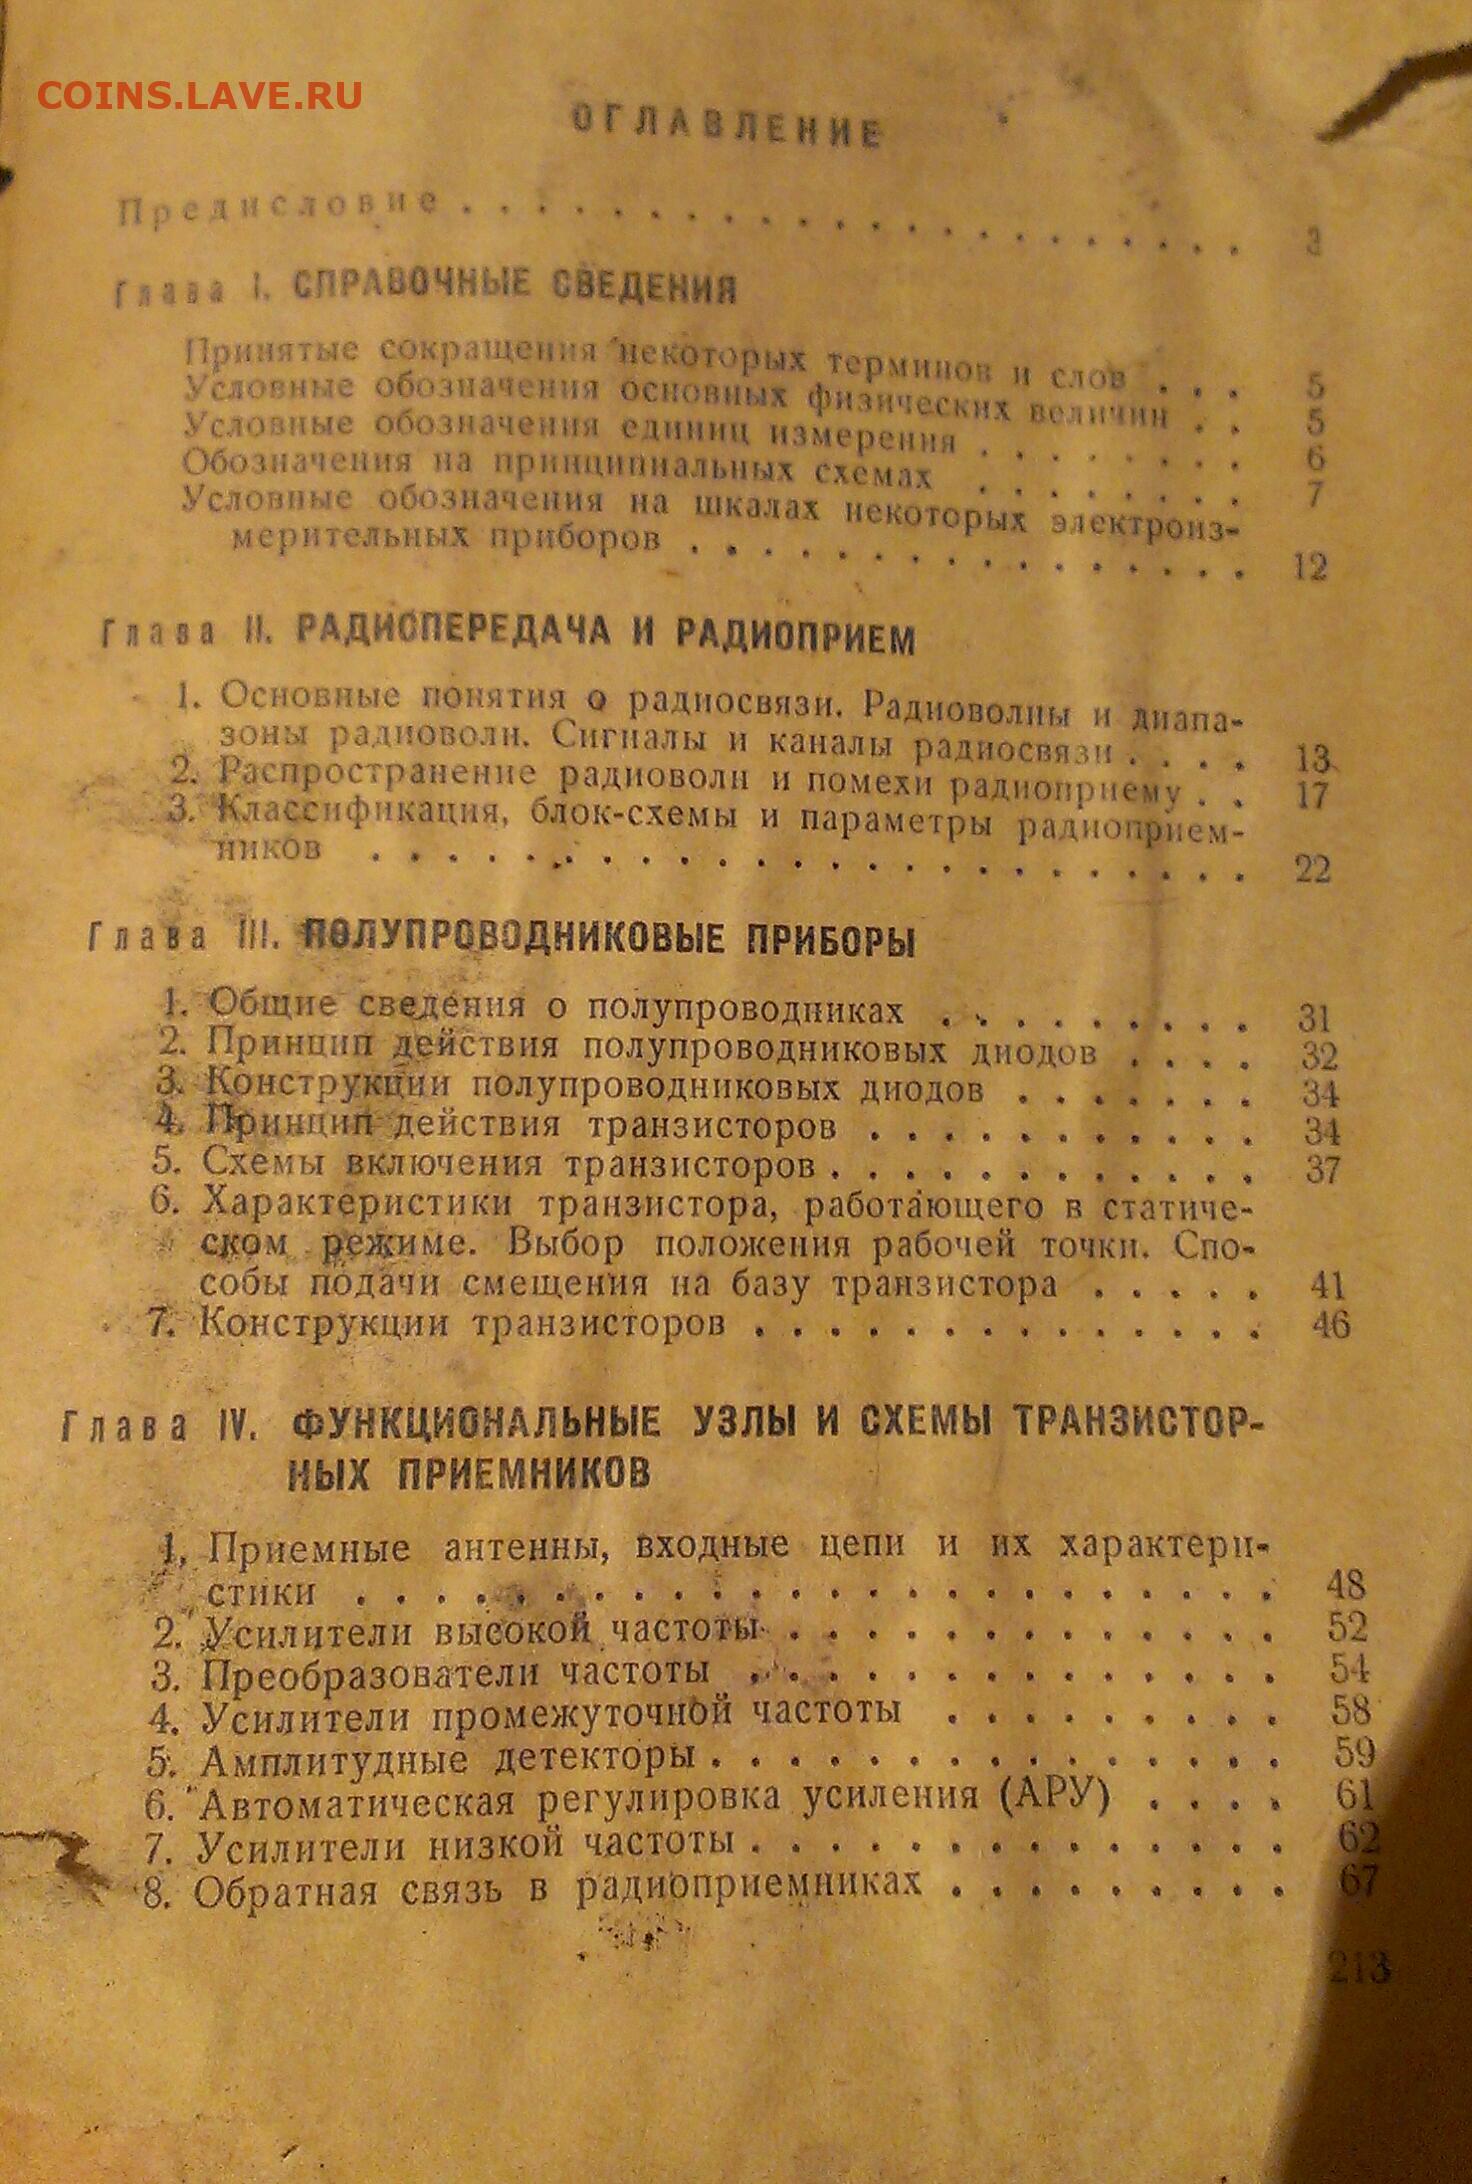 COINS.LAVE.RU
ОГЛАВЛЕНИЕ
Предисловие . . . . . . . . . . . . . . . . . . . . . 3
Глава I. СПРАВОЧНЫЕ СВЕДЕНИЯ
Принятые сокращения некоторых терминов и слов . . . 5
Условные обозначения основных физических величин . . 5
Условные обозначения единиц измерения . . . . . . . . 6
Обозначения на принципиальных схемах . . . . . . . . 7
Условные обозначения на шкалах некоторых электроиз-
мерительных приборов . . . . . . . . . . . . . . . . 12
Глава II. РАДИОПЕРЕДАЧА И РАДИОПРИЕМ
1. Основные понятия о радиосвязи. Радиоволны и диапа-
зоны радиоволн. Сигналы и каналы радиосвязи . . . . 13
2. Распространение радиоволн и помехи радиоприему . . 17
3. Классификация, блок-схемы и параметры радиоприем-
ников . . . . . . . . . . . . . . . . . . . . . . . 22
Глава III. ПОЛУПРОВОДНИКОВЫЕ ПРИБОРЫ
1. Общие сведения о полупроводниках . . . . . . . . . 31
2. Принцип действия полупроводниковых диодов . . . . 32
3. Конструкции полупроводниковых диодов . . . . . . . 34
4. Принцип действия транзисторов . . . . . . . . . . . 34
5. Схемы включения транзисторов . . . . . . . . . . . . 37
6. Характеристики транзистора, работающего в статиче-
ском режиме. Выбор положения рабочей точки. Спо-
собы подачи смещения на базу транзистора . . . . . 41
7. Конструкции транзисторов . . . . . . . . . . . . . . 46
Глава IV. ФУНКЦИОНАЛЬНЫЕ УЗЛЫ И СХЕМЫ ТРАНЗИСТОР-
НЫХ ПРИЕМНИКОВ
1. Приемные антенны, входные цепи и их характери-
стики . . . . . . . . . . . . . . . . . . . . . . . 48
2. Усилители высокой частоты . . . . . . . . . . . . . 52
3. Преобразователи частоты . . . . . . . . . . . . . . 54
4. Усилители промежуточной частоты . . . . . . . . . 58
5. Амплитудные детекторы . . . . . . . . . . . . . . . 59
6. Автоматическая регулировка усиления (АРУ) . . . . 61
7. Усилители низкой частоты . . . . . . . . . . . . . . 62
8. Обратная связь в радиоприемниках . . . . . . . . . 67
213